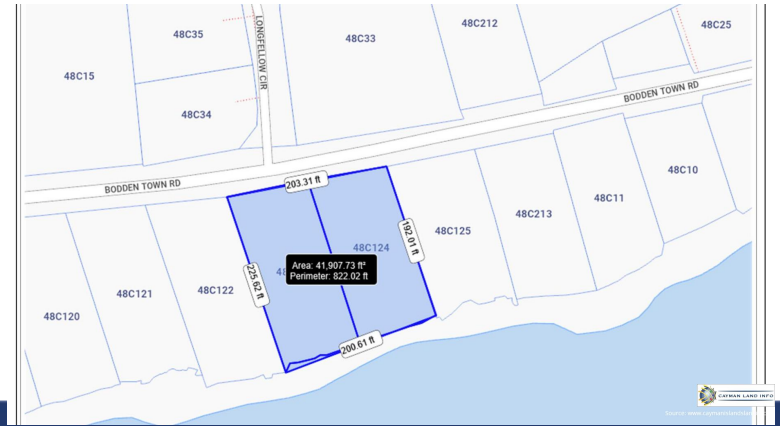 48C35
LONGFELLOW CIR
48C33
48C212
48C25
48C15
48C34
BODDEN TOWN RD
BODDEN TOWN RD
203.31 ft
48C10
48C11
48C213
48C125
192.01 ft
48C124
Area: 41,907.73 ft²
Perimeter: 822.02 ft
225.62 ft
48C122
48C121
48C120
200.61 ft
CAYMAN LAND INFO